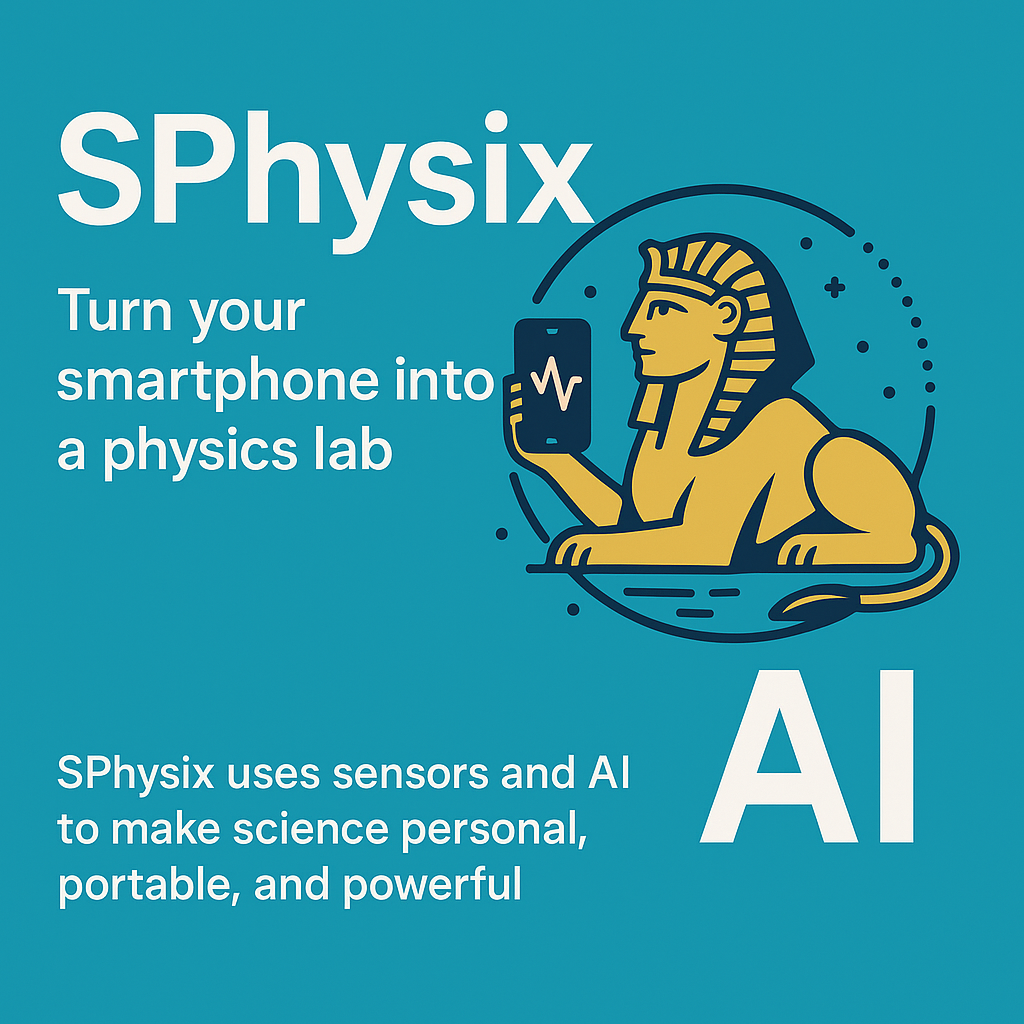 SPhysix
Turn your
smartphone into
a physics lab
AI
SPhysix uses sensors and AI
to make science personal,
portable, and powerful